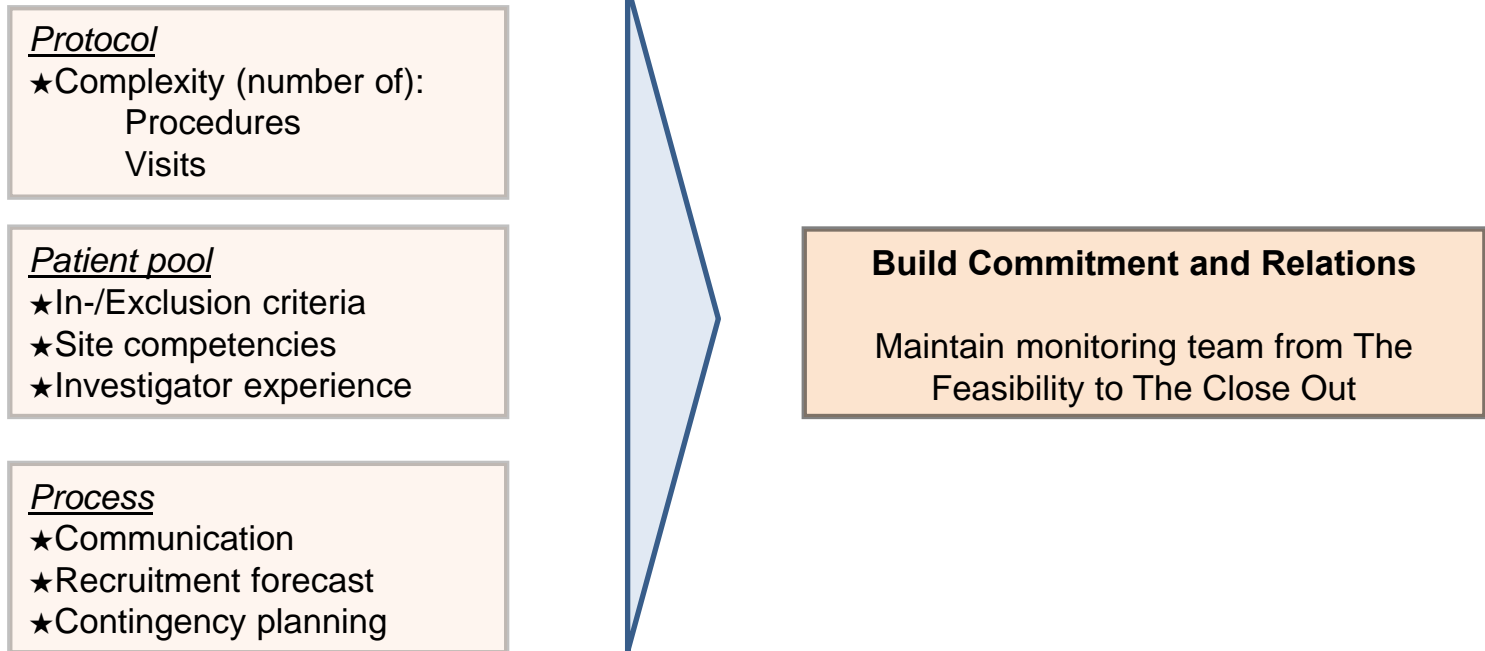 Protocol
★Complexity (number of):
Procedures
Visits
Patient pool
★In-/Exclusion criteria
★Site competencies
★Investigator experience
Process
★Communication
★Recruitment forecast
★Contingency planning
Build Commitment and Relations
Maintain monitoring team from The
Feasibility to The Close Out